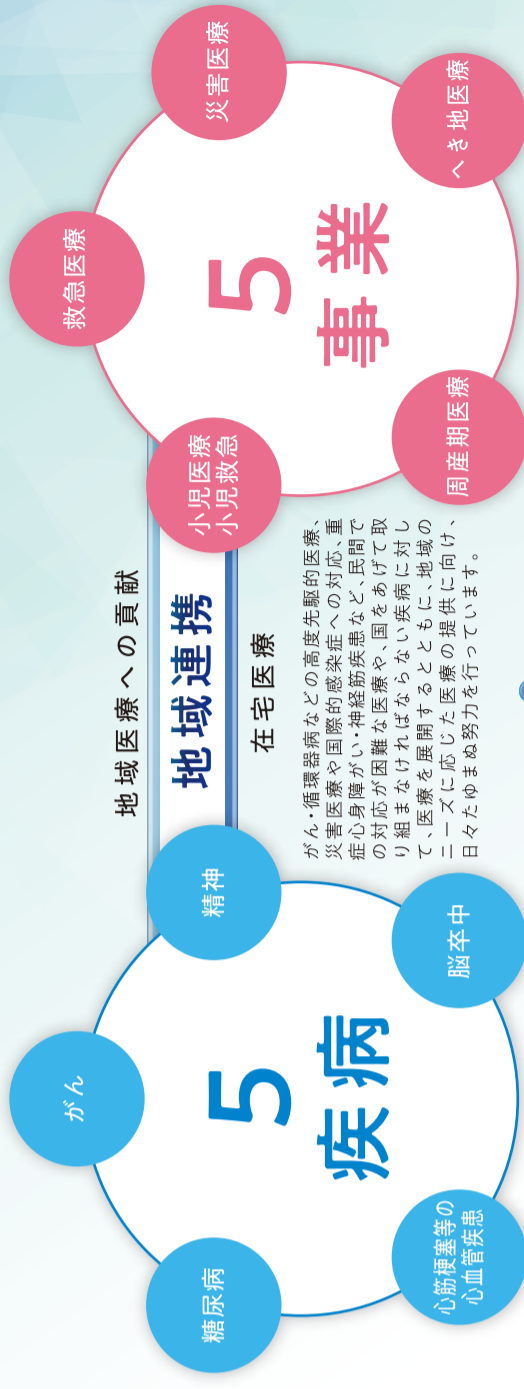 地域医療への貢献
地域連携
在宅医療
5
疾病
がん
精神
脳卒中
心筋梗塞等の
心血管疾患
糖尿病
がん・循環器病などの高度先駆的医療、
災害医療や国際的感染症への対応、重
症心身障がい・神経筋疾患など、民間で
の対応が困難な医療や、国をあげて取
り組まなければならない疾病に対し
て、医療を展開するとともに、地域の
ニーズに応じた医療の提供に向け、
日々たゆまぬ努力を行っています。
5
事業
救急医療
災害医療
へき地医療
周産期医療
小児医療
小児救急